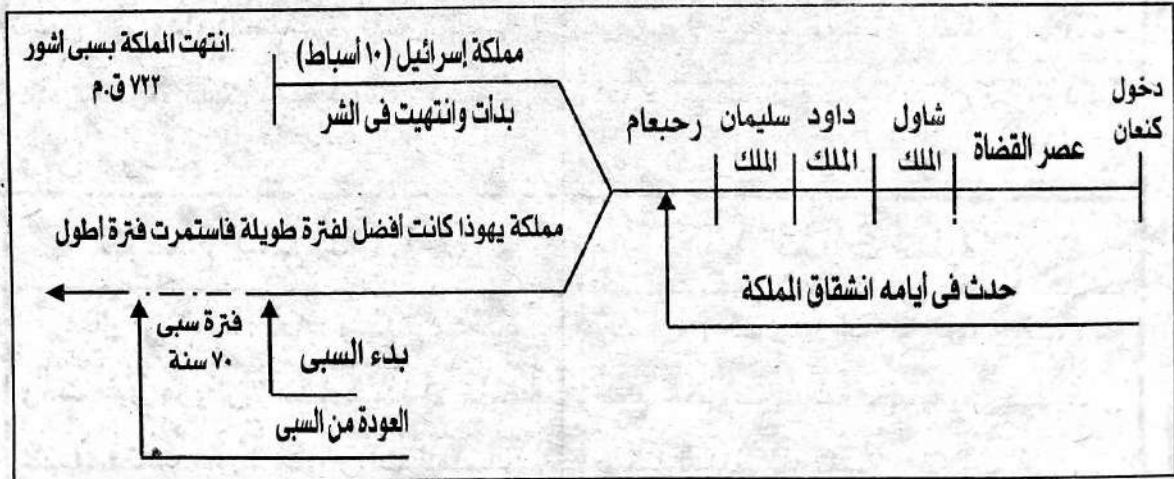 دخول
كنعان
عصر القضاة
شاول
الملك
داود
الملك
سليمان
الملك
رحبعام
حدث فى أيامه انشقاق المملكة
مملكة إسرائيل (١٠ أسباط)
بدأت وانتهيت فى الشر
انتهت المملكة بسبى أشور
٧٢٢ ق.م
مملكة يهوذا كانت أفضل لفترة طويلة فاستمرت فترة أطول
بدء السبى
فترة سبى
٧٠ سنة
العودة من السبى